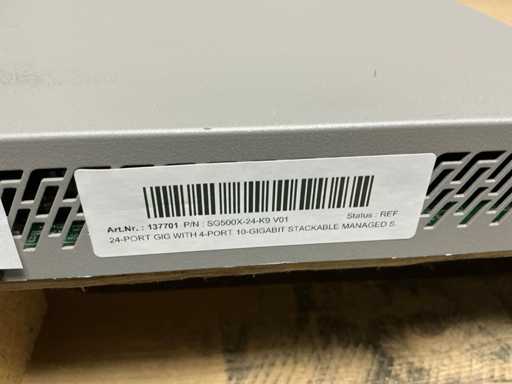 Art.Nr. : 137701 P/N : SG500X-24-K9 V01 Status : REF
24-PORT GIG WITH 4-PORT 10-GIGABIT STACKABLE MANAGED S.